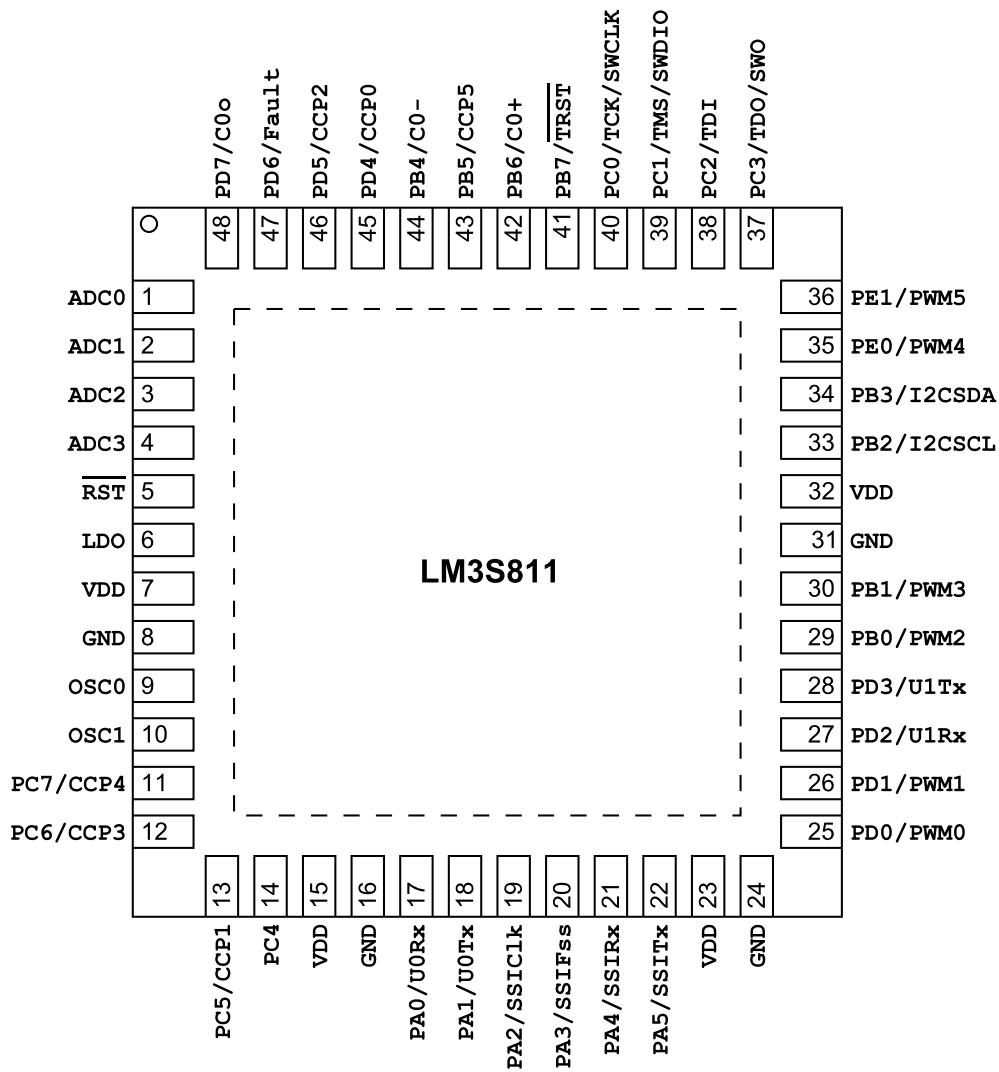 PD7/C0o
PD6/Fault
PD5/CCP2
PD4/CCP0
PB4/C0-
PB5/CCP5
PB6/C0+
PB7/TRST
PC0/TCK/SWCLK
PC1/TMS/SWDIO
PC2/TDI
PC3/TDO/SWO
48 47 46 45 44 43 42 41 40 39 38 37
ADC0 1
ADC1 2
ADC2 3
ADC3 4
RST 5
LDO 6
VDD 7
GND 8
OSC0 9
OSC1 10
PC7/CCP4 11
PC6/CCP3 12
LM3S811
36 PE1/PWM5
35 PE0/PWM4
34 PB3/I2CSDA
33 PB2/I2CSCL
32 VDD
31 GND
30 PB1/PWM3
29 PB0/PWM2
28 PD3/U1Tx
27 PD2/U1Rx
26 PD1/PWM1
25 PD0/PWM0
13 14 15 16 17 18 19 20 21 22 23 24
PC5/CCP1
PC4
VDD
GND
PA0/U0Rx
PA1/U0Tx
PA2/SSIClk
PA3/SSIFss
PA4/SSIRx
PA5/SSITx
VDD
GND